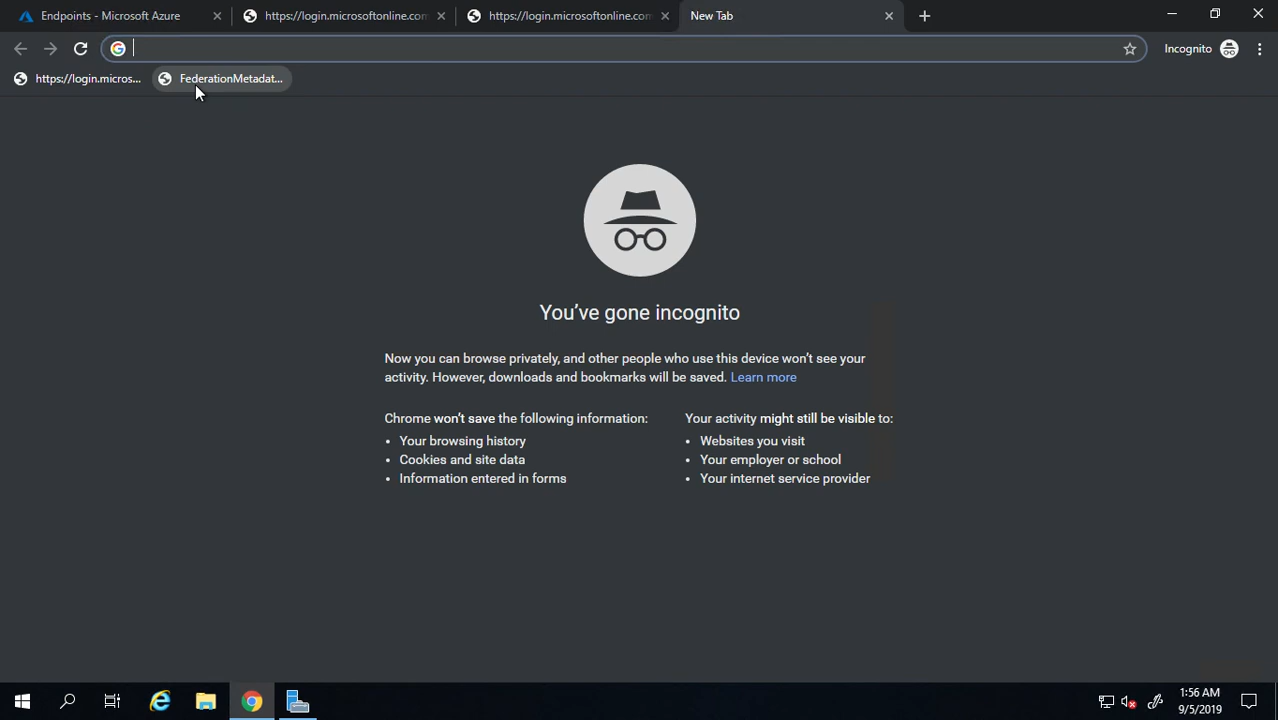 Endpoints - Microsoft Azure
https://login.microsoftonline.com
https://login.microsoftonline.com
New Tab
Incognito
https://login.micros...
FederationMetadat...
You've gone incognito
Now you can browse privately, and other people who use this device won't see your
activity. However, downloads and bookmarks will be saved. Learn more
Chrome won't save the following information:
• Your browsing history
• Cookies and site data
• Information entered in forms
Your activity might still be visible to:
• Websites you visit
• Your employer or school
• Your internet service provider
1:56 AM
9/5/2019